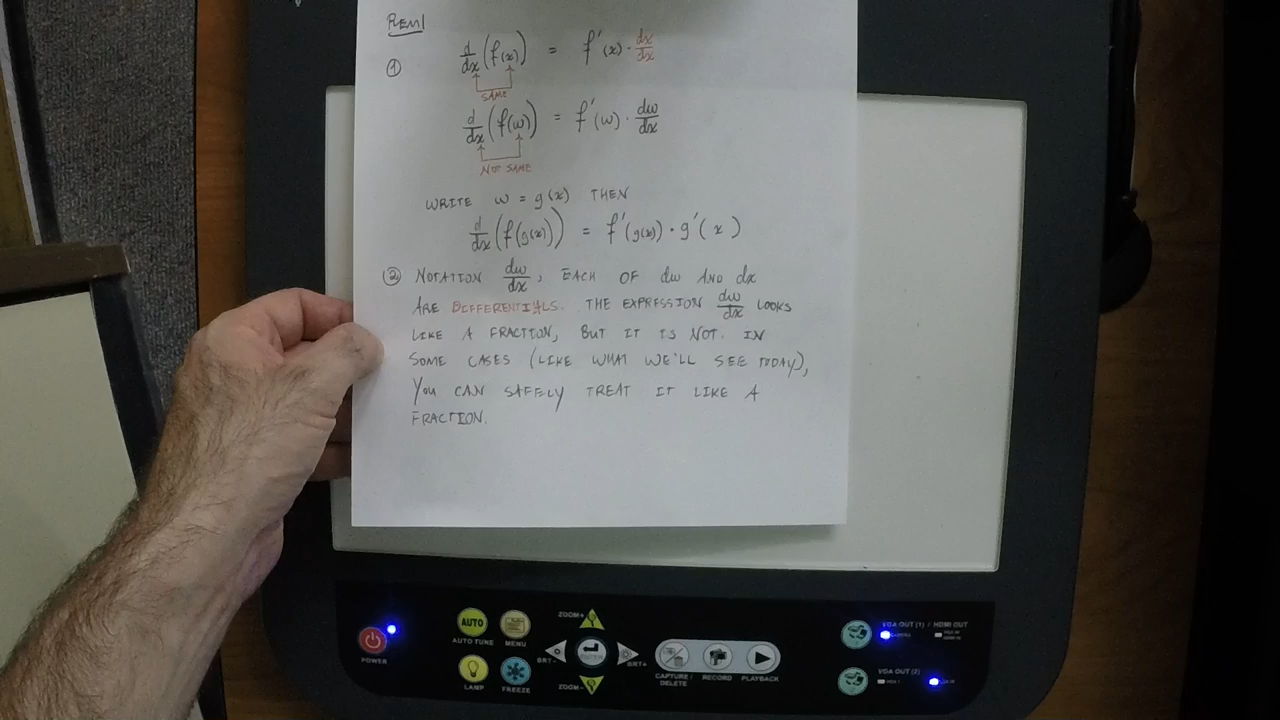 REM
① d/dx (f(x)) = f'(x) · dx/dx
SAME
d/dx (f(w)) = f'(w) · dw/dx
NOT SAME
WRITE w = g(x) THEN
d/dx (f(g(x))) = f'(g(x)) · g'(x)
② NOTATION dw/dx, EACH OF dw AND dx
ARE DIFFERENTIALS. THE EXPRESSION dw/dx LOOKS
LIKE A FRACTION, BUT IT IS NOT. IN
SOME CASES (LIKE WHAT WE'LL SEE TODAY),
YOU CAN SAFELY TREAT IT LIKE A
FRACTION.
POWER
AUTO
AUTO TUNE
MENU
LAMP
FREEZE
ZOOM+
BRT-
BRT+
ZOOM-
CAPTURE / DELETE
RECORD
PLAYBACK
VGA OUT (1) / HDMI OUT
VGA OUT (2)